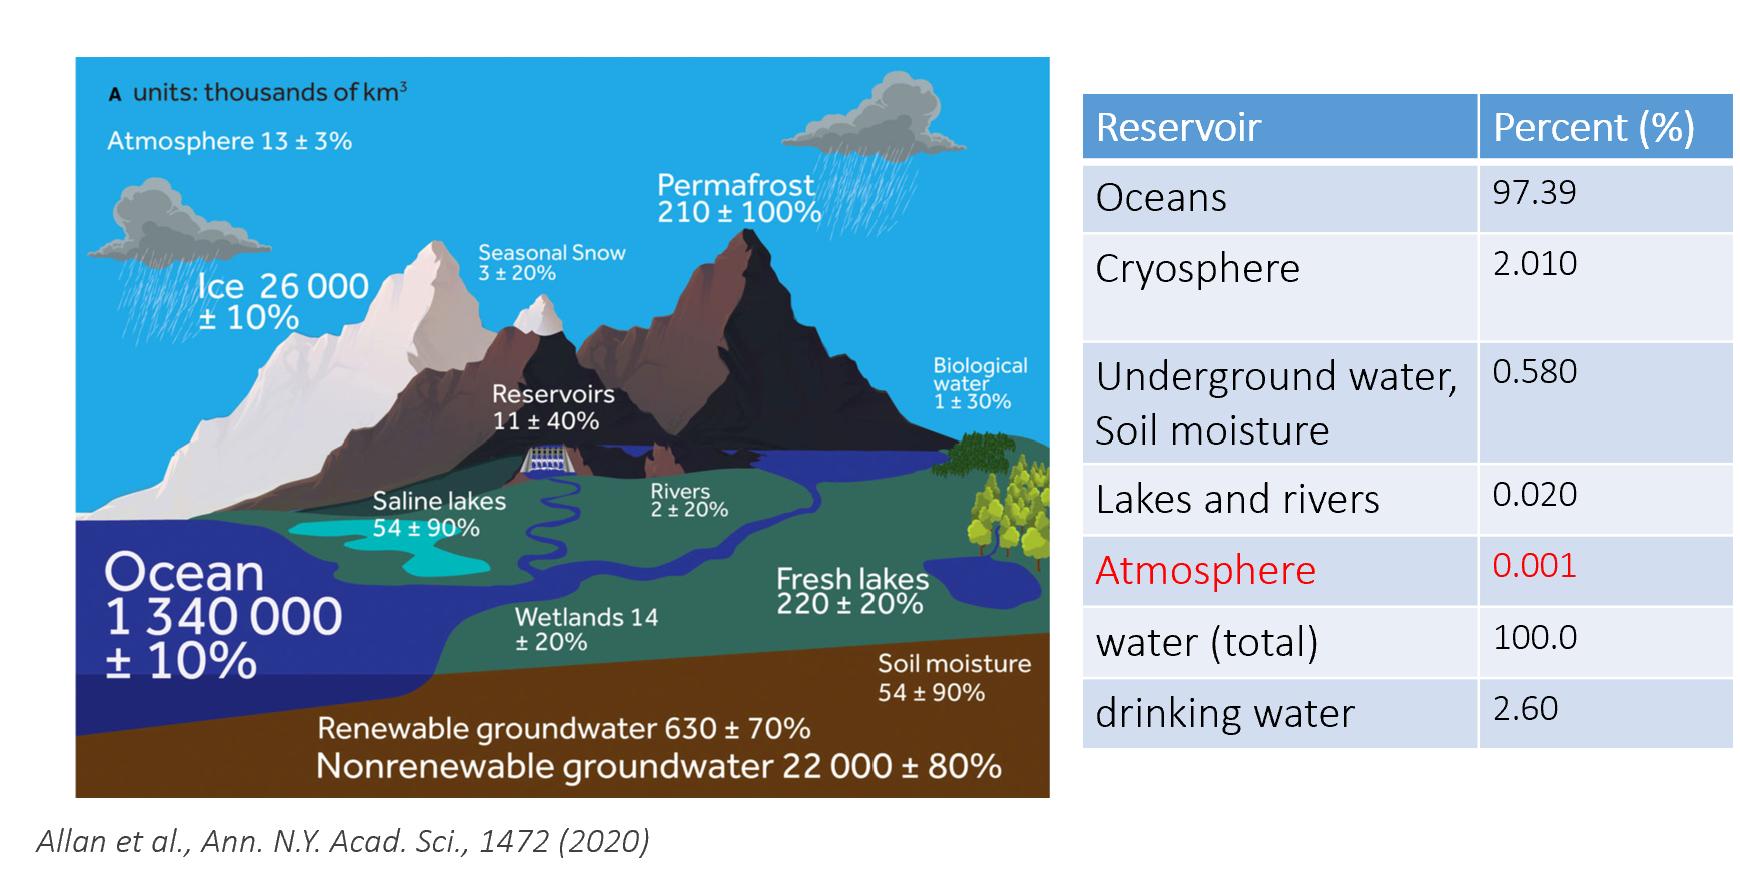 A units: thousands of km³
Atmosphere 13 ± 3%
Permafrost
210 ± 100%
Seasonal Snow
3 ± 20%
Ice 26 000
± 10%
Biological
water
1 ± 30%
Reservoirs
11 ± 40%
Saline lakes
54 ± 90%
Rivers
2 ± 20%
Ocean
1 340 000
± 10%
Fresh lakes
220 ± 20%
Wetlands 14
± 20%
Soil moisture
54 ± 90%
Renewable groundwater 630 ± 70%
Nonrenewable groundwater 22 000 ± 80%
Reservoir Percent (%)
Oceans 97.39
Cryosphere 2.010
Underground water, 0.580
Soil moisture
Lakes and rivers 0.020
Atmosphere 0.001
water (total) 100.0
drinking water 2.60
Allan et al., Ann. N.Y. Acad. Sci., 1472 (2020)